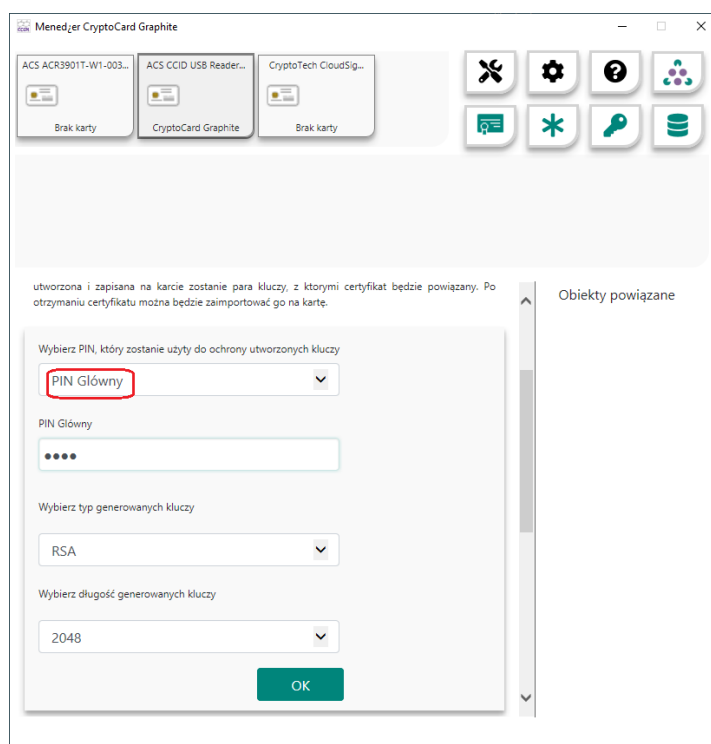 Menedżer CryptoCard Graphite
ACS ACR3901T-W1-003...
Brak karty
ACS CCID USB Reader...
CryptoCard Graphite
CryptoTech CloudSig...
Brak karty
utworzona i zapisana na karcie zostanie para kluczy, z ktorymi certyfikat będzie powiązany. Po
otrzymaniu certyfikatu można będzie zaimportować go na kartę.
Obiekty powiązane
Wybierz PIN, który zostanie użyty do ochrony utworzonych kluczy
PIN Glówny
PIN Glówny
Wybierz typ generowanych kluczy
RSA
Wybierz długość generowanych kluczy
2048
OK